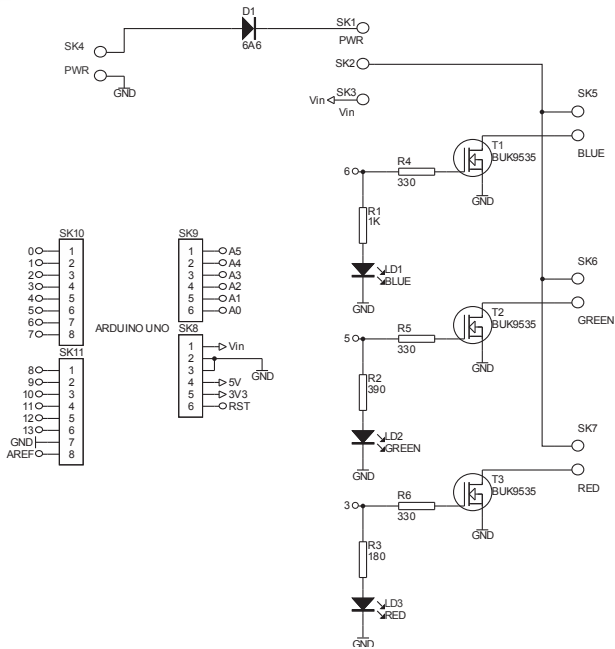 D1
6A6
SK1
PWR
SK4
PWR
GND
SK2
SK3
Vin
Vin
SK5
BLUE
T1
BUK9535
R4
330
6
GND
R1
1K
LD1
BLUE
GND
SK6
GREEN
T2
BUK9535
R5
330
5
GND
R2
390
LD2
GREEN
GND
SK7
RED
T3
BUK9535
R6
330
3
GND
R3
180
LD3
RED
GND
SK10
0 1
1 2
2 3
3 4
4 5
5 6
6 7
7 8
SK9
1 A5
2 A4
3 A3
4 A2
5 A1
6 A0
ARDUINO UNO
SK8
1 Vin
2
3
GND
4 5V
5 3V3
6 RST
SK11
8 1
9 2
10 3
11 4
12 5
13 6
GND 7
AREF 8